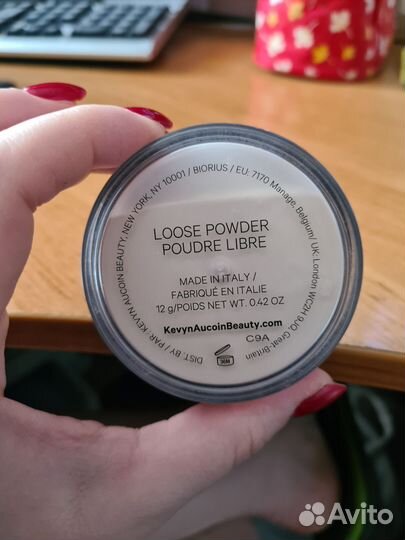 DIST. BY / PAR: KEVYN AUCOIN BEAUTY, NEW YORK, NY 10001 / BIORIUS / EU: 7170 Manage, Belgium/ UK: London WC2H 9JQ, Great-Britain
LOOSE POWDER
POUDRE LIBRE
MADE IN ITALY /
FABRIQUÉ EN ITALIE
12 g/POIDS NET WT. 0.42 OZ
KevynAucoinBeauty.com
C9A
36M
Avito